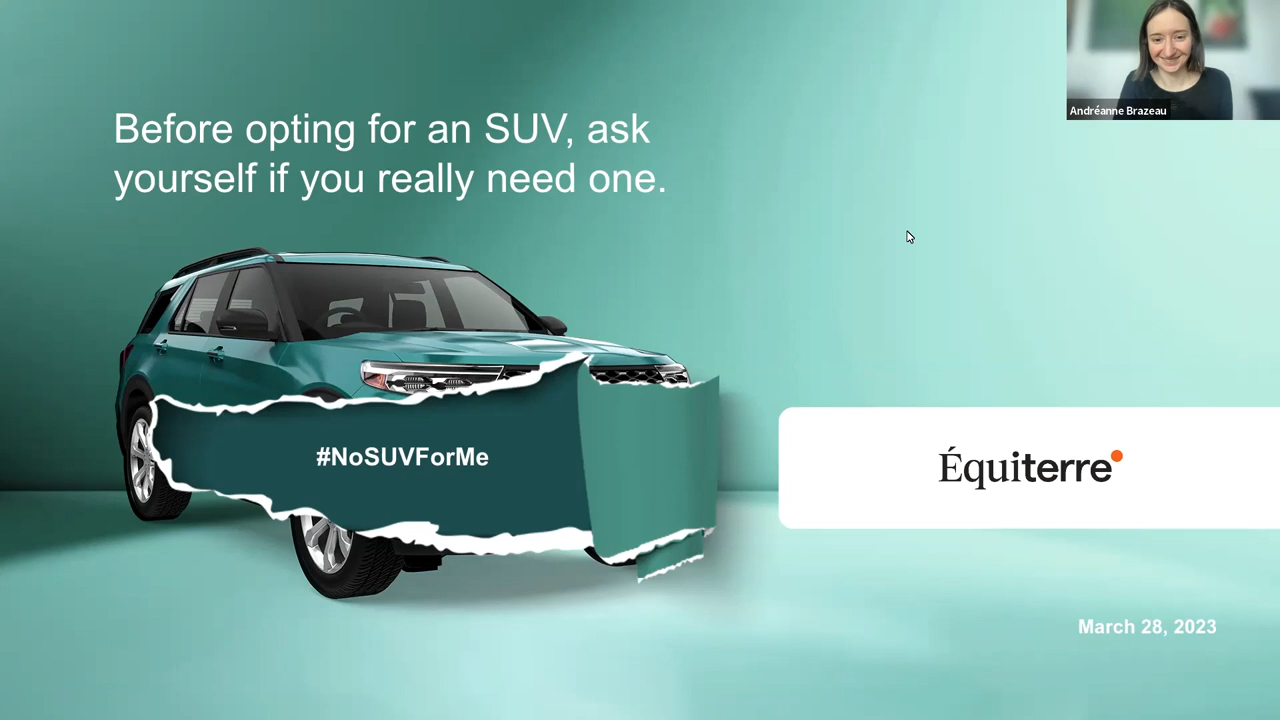 Before opting for an SUV, ask
yourself if you really need one.
Andréanne Brazeau
#NoSUVForMe
Équiterre
March 28, 2023